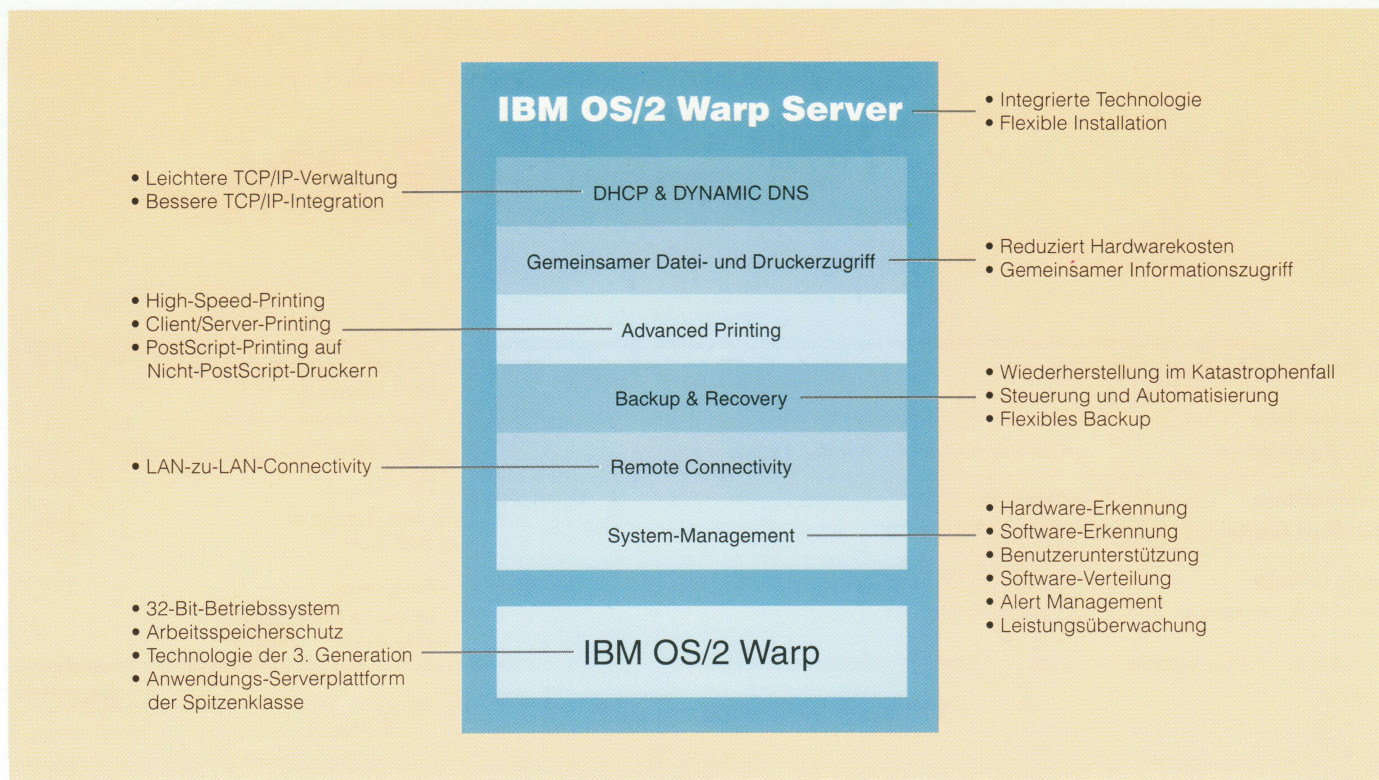 IBM OS/2 Warp Server
• Integrierte Technologie
• Flexible Installation
• Leichtere TCP/IP-Verwaltung
• Bessere TCP/IP-Integration
DHCP & DYNAMIC DNS
Gemeinsamer Datei- und Druckerzugriff
• Reduziert Hardwarekosten
• Gemeinsamer Informationszugriff
• High-Speed-Printing
• Client/Server-Printing
• PostScript-Printing auf
Nicht-PostScript-Druckern
Advanced Printing
Backup & Recovery
• Wiederherstellung im Katastrophenfall
• Steuerung und Automatisierung
• Flexibles Backup
• LAN-zu-LAN-Connectivity
Remote Connectivity
System-Management
• Hardware-Erkennung
• Software-Erkennung
• Benutzerunterstützung
• Software-Verteilung
• Alert Management
• Leistungsüberwachung
• 32-Bit-Betriebssystem
• Arbeitsspeicherschutz
• Technologie der 3. Generation
• Anwendungs-Serverplattform
der Spitzenklasse
IBM OS/2 Warp